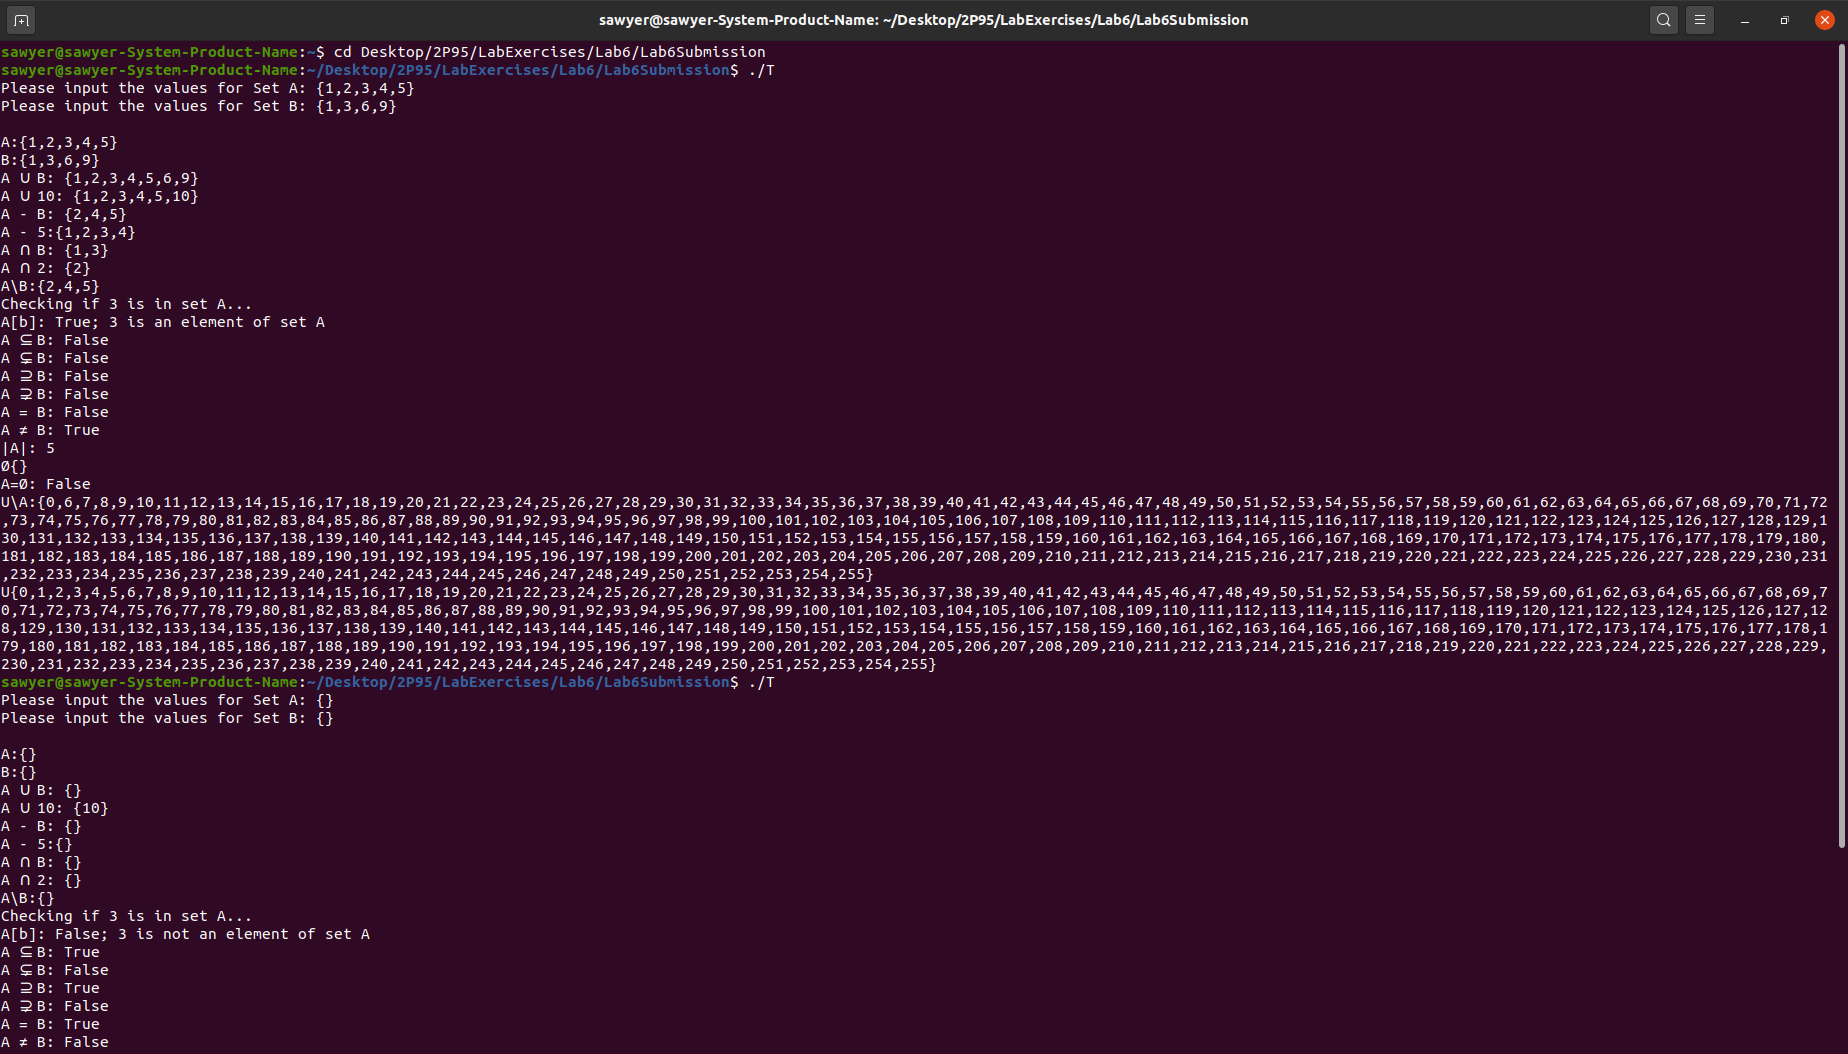 sawyer@sawyer-System-Product-Name: ~/Desktop/2P95/LabExercises/Lab6/Lab6Submission
sawyer@sawyer-System-Product-Name:~$ cd Desktop/2P95/LabExercises/Lab6/Lab6Submission
sawyer@sawyer-System-Product-Name:~/Desktop/2P95/LabExercises/Lab6/Lab6Submission$ ./T
Please input the values for Set A: {1,2,3,4,5}
Please input the values for Set B: {1,3,6,9}
A:{1,2,3,4,5}
B:{1,3,6,9}
A ∪ B: {1,2,3,4,5,6,9}
A ∪ 10: {1,2,3,4,5,10}
A - B: {2,4,5}
A - 5:{1,2,3,4}
A ∩ B: {1,3}
A ∩ 2: {2}
A\B:{2,4,5}
Checking if 3 is in set A...
A[b]: True; 3 is an element of set A
A ⊆ B: False
A ⊊ B: False
A ⊇ B: False
A ⊋ B: False
A = B: False
A ≠ B: True
|A|: 5
Ø{}
A=Ø: False
U\A:{0,6,7,8,9,10,11,12,13,14,15,16,17,18,19,20,21,22,23,24,25,26,27,28,29,30,31,32,33,34,35,36,37,38,39,40,41,42,43,44,45,46,47,48,49,50,51,52,53,54,55,56,57,58,59,60,61,62,63,64,65,66,67,68,69,70,71,72
,73,74,75,76,77,78,79,80,81,82,83,84,85,86,87,88,89,90,91,92,93,94,95,96,97,98,99,100,101,102,103,104,105,106,107,108,109,110,111,112,113,114,115,116,117,118,119,120,121,122,123,124,125,126,127,128,129,1
30,131,132,133,134,135,136,137,138,139,140,141,142,143,144,145,146,147,148,149,150,151,152,153,154,155,156,157,158,159,160,161,162,163,164,165,166,167,168,169,170,171,172,173,174,175,176,177,178,179,180,
181,182,183,184,185,186,187,188,189,190,191,192,193,194,195,196,197,198,199,200,201,202,203,204,205,206,207,208,209,210,211,212,213,214,215,216,217,218,219,220,221,222,223,224,225,226,227,228,229,230,231
,232,233,234,235,236,237,238,239,240,241,242,243,244,245,246,247,248,249,250,251,252,253,254,255}
U{0,1,2,3,4,5,6,7,8,9,10,11,12,13,14,15,16,17,18,19,20,21,22,23,24,25,26,27,28,29,30,31,32,33,34,35,36,37,38,39,40,41,42,43,44,45,46,47,48,49,50,51,52,53,54,55,56,57,58,59,60,61,62,63,64,65,66,67,68,69,7
0,71,72,73,74,75,76,77,78,79,80,81,82,83,84,85,86,87,88,89,90,91,92,93,94,95,96,97,98,99,100,101,102,103,104,105,106,107,108,109,110,111,112,113,114,115,116,117,118,119,120,121,122,123,124,125,126,127,12
8,129,130,131,132,133,134,135,136,137,138,139,140,141,142,143,144,145,146,147,148,149,150,151,152,153,154,155,156,157,158,159,160,161,162,163,164,165,166,167,168,169,170,171,172,173,174,175,176,177,178,1
79,180,181,182,183,184,185,186,187,188,189,190,191,192,193,194,195,196,197,198,199,200,201,202,203,204,205,206,207,208,209,210,211,212,213,214,215,216,217,218,219,220,221,222,223,224,225,226,227,228,229,
230,231,232,233,234,235,236,237,238,239,240,241,242,243,244,245,246,247,248,249,250,251,252,253,254,255}
sawyer@sawyer-System-Product-Name:~/Desktop/2P95/LabExercises/Lab6/Lab6Submission$ ./T
Please input the values for Set A: {}
Please input the values for Set B: {}
A:{}
B:{}
A ∪ B: {}
A ∪ 10: {10}
A - B: {}
A - 5:{}
A ∩ B: {}
A ∩ 2: {}
A\B:{}
Checking if 3 is in set A...
A[b]: False; 3 is not an element of set A
A ⊆ B: True
A ⊊ B: False
A ⊇ B: True
A ⊋ B: False
A = B: True
A ≠ B: False